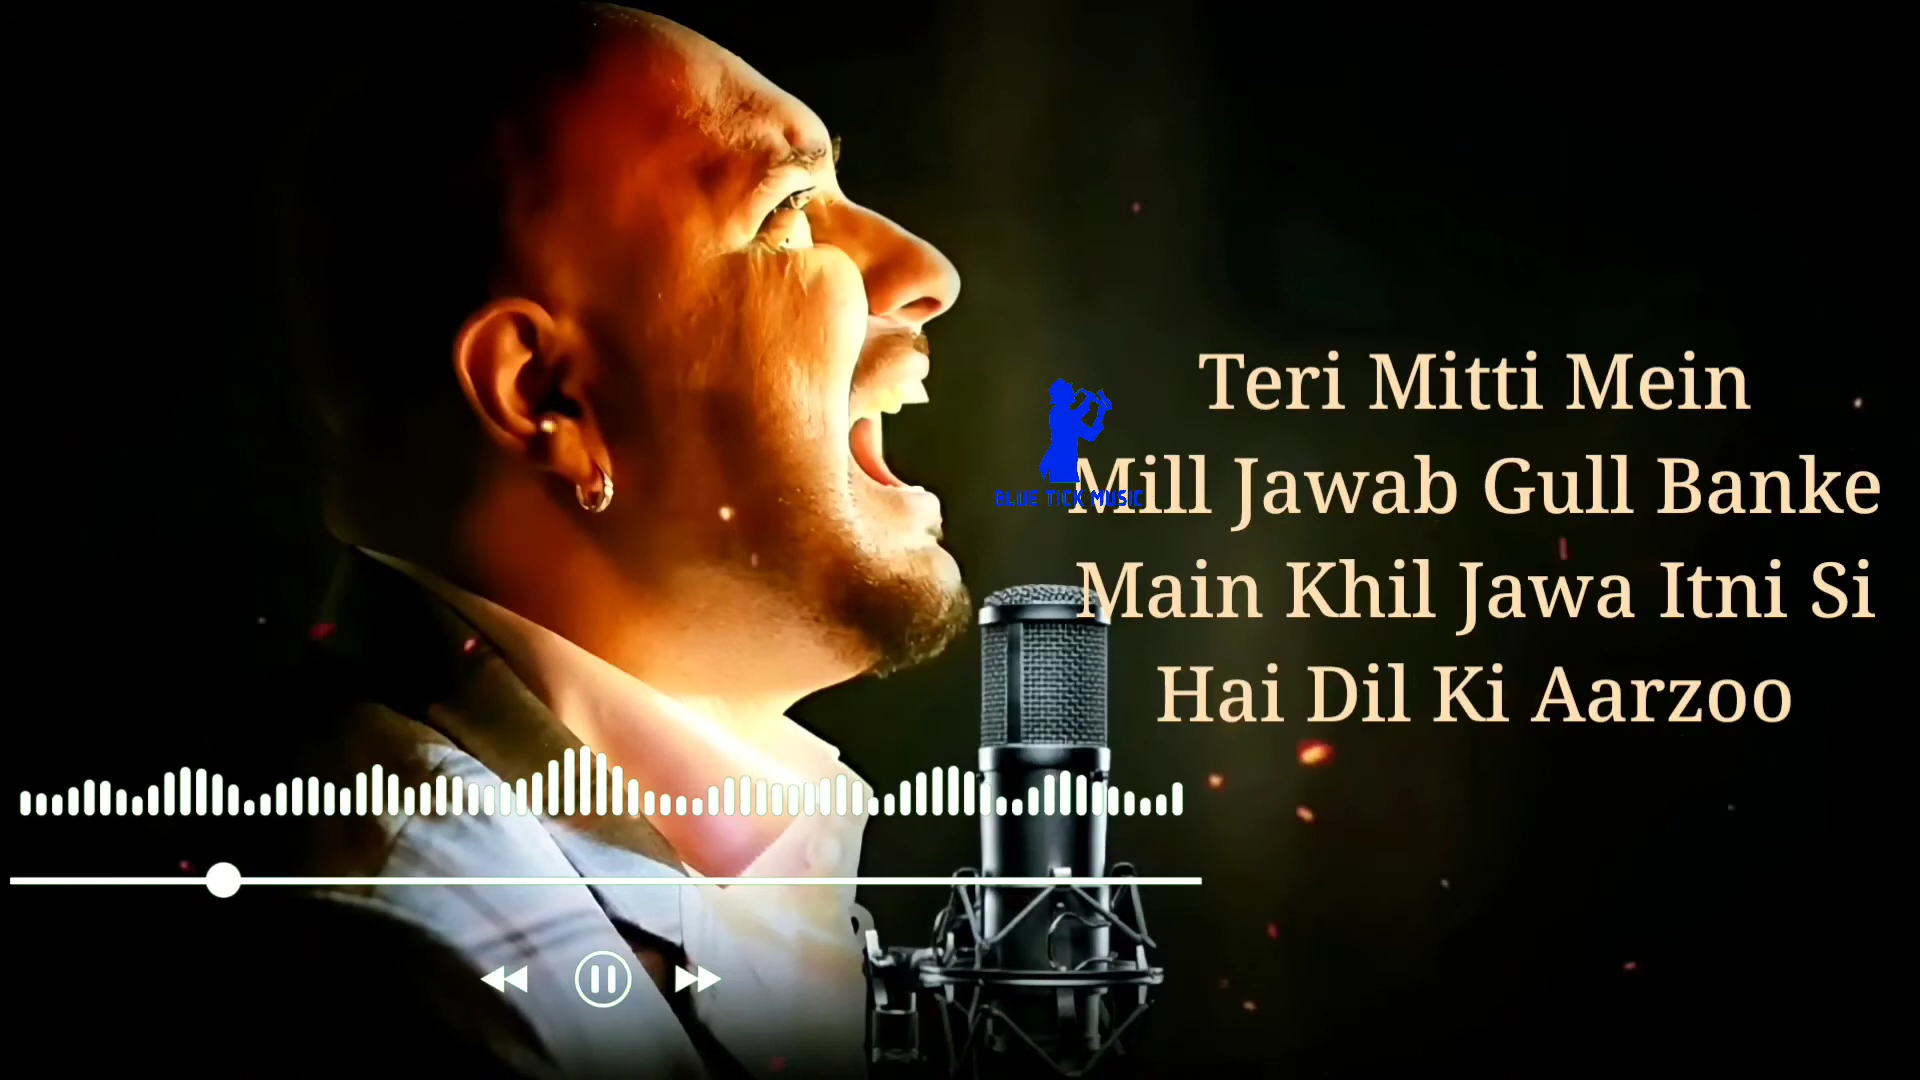 Teri Mitti Mein
Mill Jawab Gull Banke
BLUE TICK MUSIC
Main Khil Jawa Itni Si
Hai Dil Ki Aarzoo